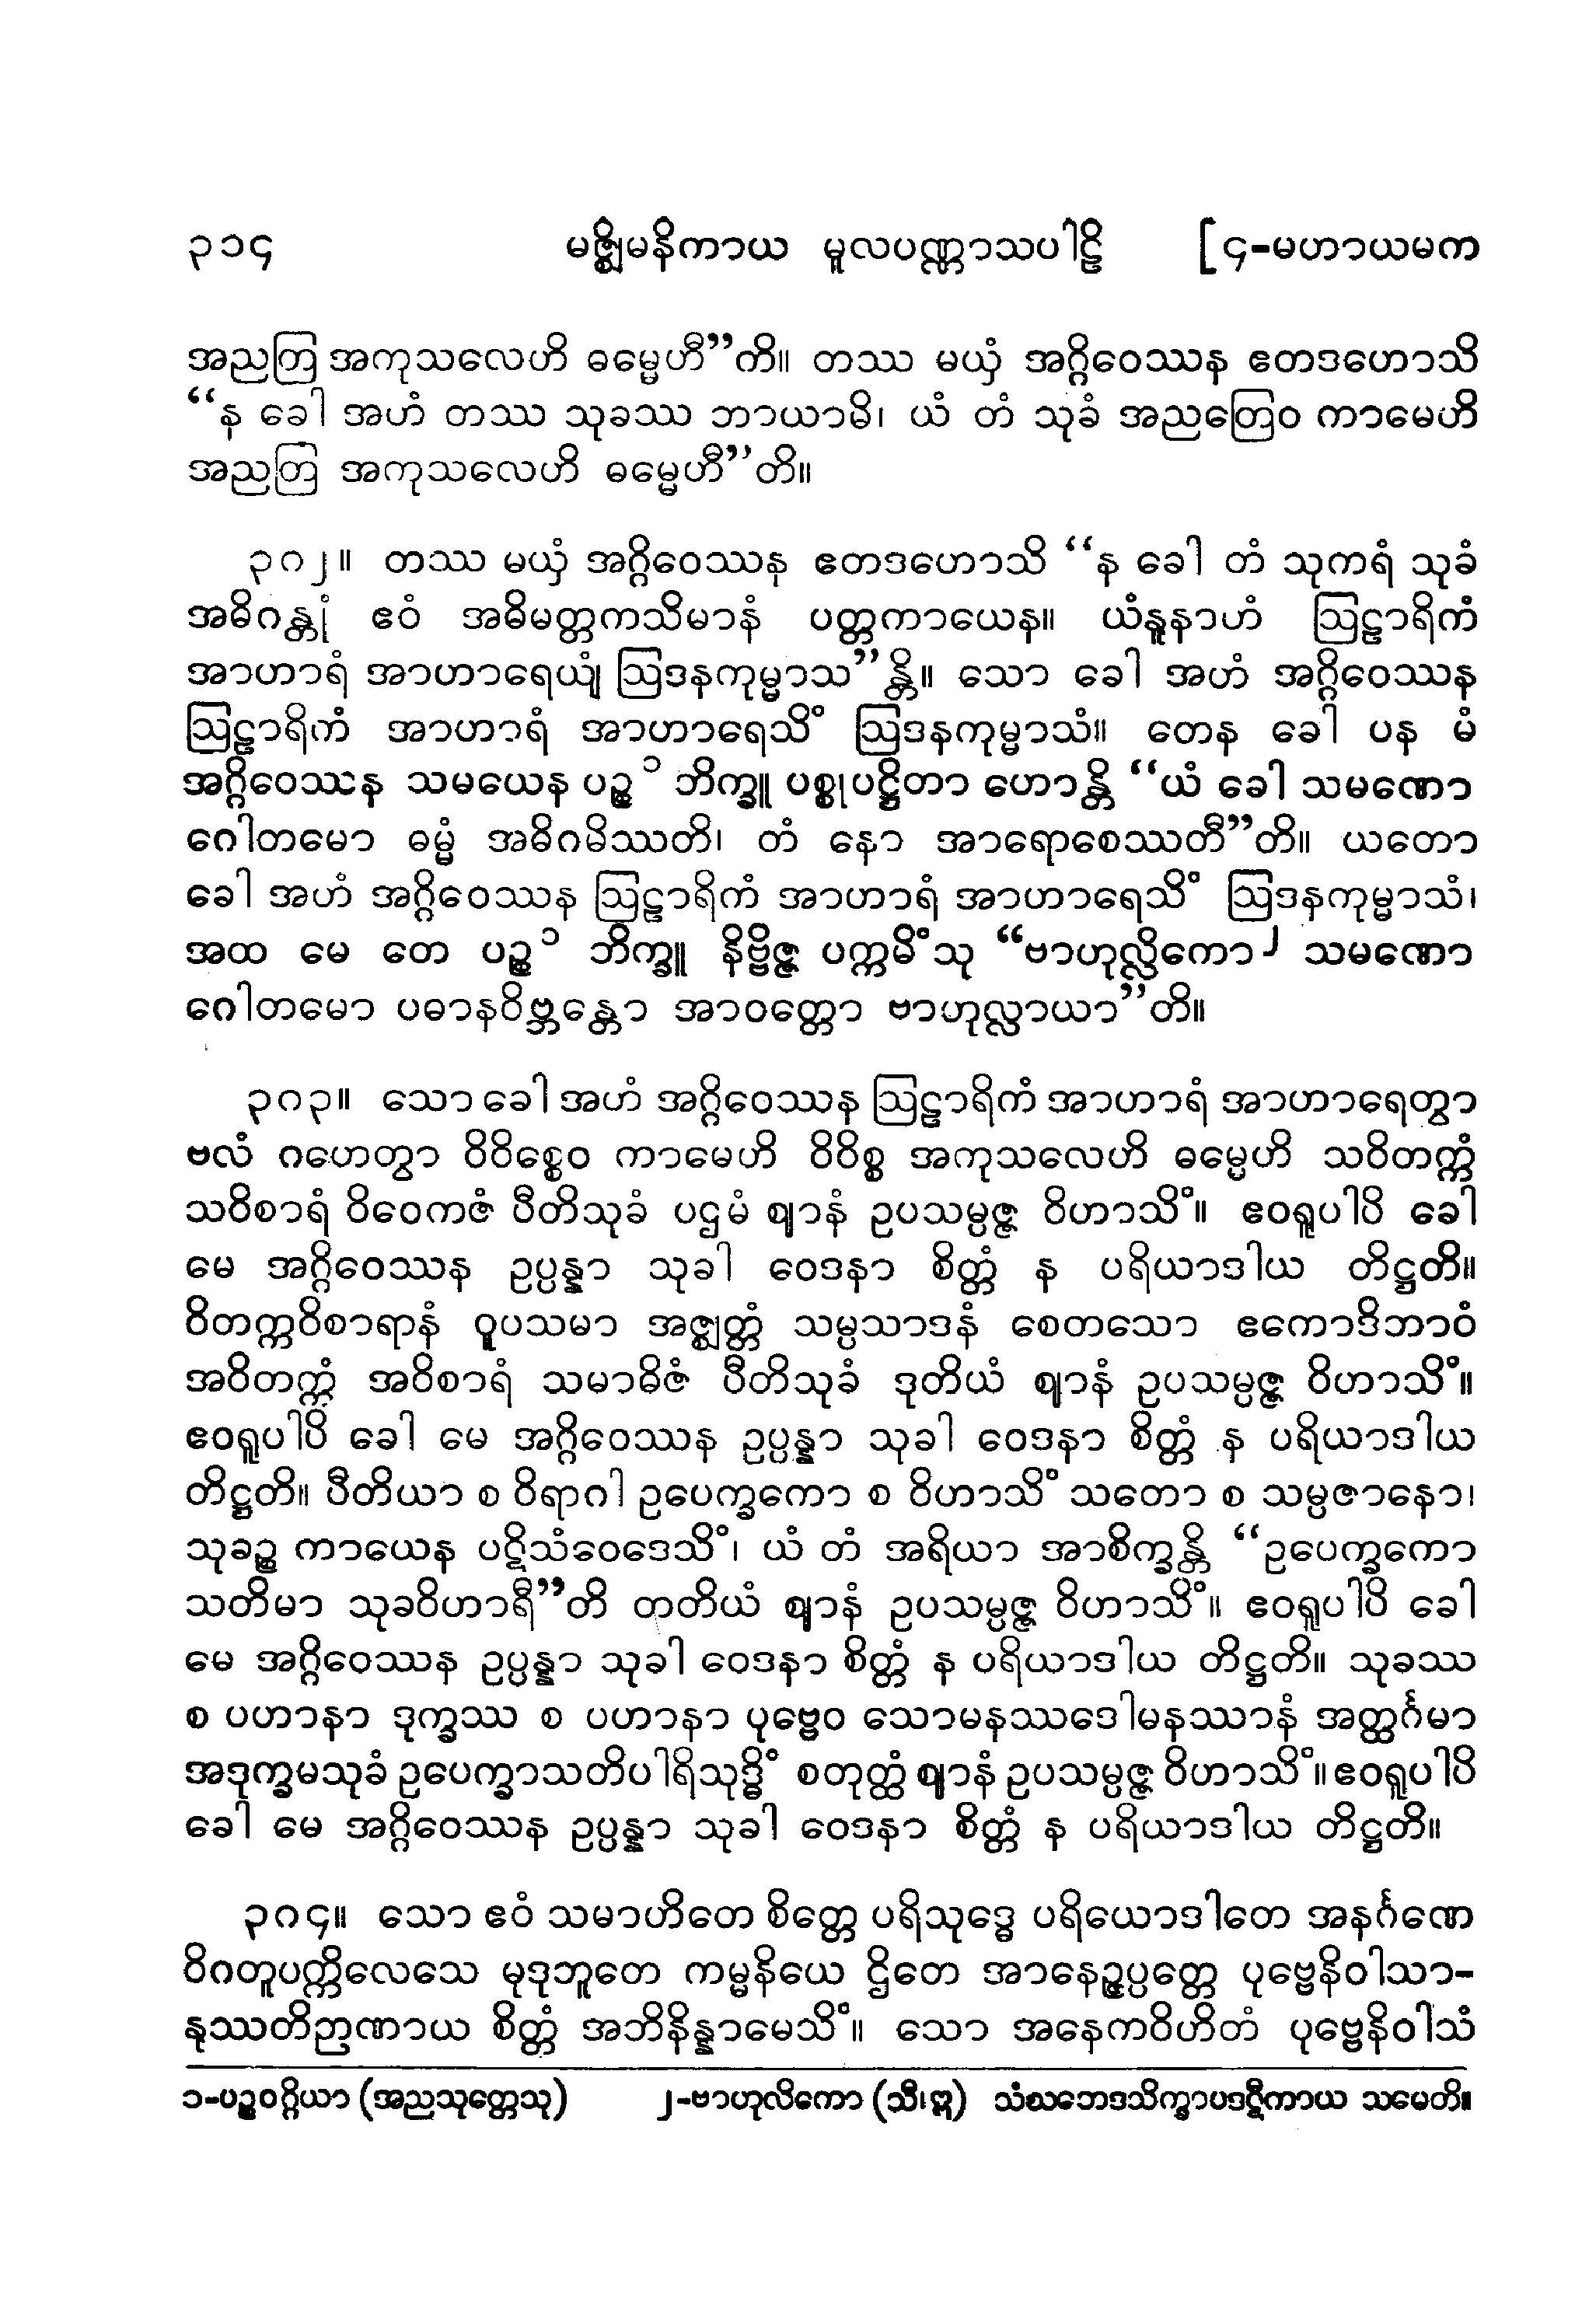 ၃၁၄ မဇ္ဈိမနိကာယ မူလပဏ္ဏာသပါဠိ [၄-မဟာယမက
အညတြ အကုသလေဟိ ဓမ္မေဟီ”တိ။ တဿ မယှံ အဂ္ဂိဝေဿန ဧတဒဟောသိ
“န ခေါ အဟံ တဿ သုခဿ ဘာယာမိ၊ ယံ တံ သုခံ အညတြေဝ ကာမေဟိ
အညတြ အကုသလေဟိ ဓမ္မေဟီ”တိ။
၃၈၂။ တဿ မယှံ အဂ္ဂိဝေဿန ဧတဒဟောသိ “န ခေါ တံ သုကရံ သုခံ
အဓိဂန္တုံ ဧဝံ အဓိမတ္တကသိမာနံ ပတ္တကာယေန။ ယံနူနာဟံ ဩဠာရိကံ
အာဟာရံ အာဟာရေယျံ ဩဒနကုမ္မာသ”န္တိ။ သော ခေါ အဟံ အဂ္ဂိဝေဿန
ဩဠာရိကံ အာဟာရံ အာဟာရေသိံ ဩဒနကုမ္မာသံ။ တေန ခေါ ပန မံ
အဂ္ဂိဝေဿန သမယေန ပဉ္စ ၁ ဘိက္ခူ ပစ္စုပဋ္ဌိတာ ဟောန္တိ “ယံ ခေါ သမဏော
ဂေါတမော ဓမ္မံ အဓိဂမိဿတိ၊ တံ နော အာရောစေဿတီ”တိ။ ယတော
ခေါ အဟံ အဂ္ဂိဝေဿန ဩဠာရိကံ အာဟာရံ အာဟာရေသိံ ဩဒနကုမ္မာသံ၊
အထ မေ တေ ပဉ္စ ၁ ဘိက္ခူ နိဗ္ဗိဇ္ဇ ပက္ကမိံသု “ဗာဟုလ္လိကော ၂ သမဏော
ဂေါတမော ပဓာနဝိဗ္ဘန္တော အာဝတ္တော ဗာဟုလ္လာယာ”တိ။
၃၈၃။ သော ခေါ အဟံ အဂ္ဂိဝေဿန ဩဠာရိကံ အာဟာရံ အာဟာရေတွာ
ဗလံ ဂဟေတွာ ဝိဝိစ္စေဝ ကာမေဟိ ဝိဝိစ္စ အကုသလေဟိ ဓမ္မေဟိ သဝိတက္ကံ
သဝိစာရံ ဝိဝေကဇံ ပီတိသုခံ ပဌမံ ဈာနံ ဥပသမ္ပဇ္ဇ ဝိဟာသိံ။ ဧဝရူပါပိ ခေါ
မေ အဂ္ဂိဝေဿန ဥပ္ပန္နာ သုခါ ဝေဒနာ စိတ္တံ န ပရိယာဒါယ တိဋ္ဌတိ။
ဝိတက္ကဝိစာရာနံ ဝူပသမာ အဇ္ဈတ္တံ သမ္ပသာဒနံ စေတသော ဧကောဒိဘာဝံ
အဝိတက္ကံ အဝိစာရံ သမာဓိဇံ ပီတိသုခံ ဒုတိယံ ဈာနံ ဥပသမ္ပဇ္ဇ ဝိဟာသိံ။
ဧဝရူပါပိ ခေါ မေ အဂ္ဂိဝေဿန ဥပ္ပန္နာ သုခါ ဝေဒနာ စိတ္တံ န ပရိယာဒါယ
တိဋ္ဌတိ။ ပီတိယာ စ ဝိရာဂါ ဥပေက္ခကော စ ဝိဟာသိံ သတော စ သမ္ပဇာနော၊
သုခဉ္စ ကာယေန ပဋိသံဝေဒေသိံ၊ ယံ တံ အရိယာ အာစိက္ခန္တိ “ဥပေက္ခကော
သတိမာ သုခဝိဟာရီ”တိ တတိယံ ဈာနံ ဥပသမ္ပဇ္ဇ ဝိဟာသိံ။ ဧဝရူပါပိ ခေါ
မေ အဂ္ဂိဝေဿန ဥပ္ပန္နာ သုခါ ဝေဒနာ စိတ္တံ န ပရိယာဒါယ တိဋ္ဌတိ။ သုခဿ
စ ပဟာနာ ဒုက္ခဿ စ ပဟာနာ ပုဗ္ဗေဝ သောမနဿဒေါမနဿာနံ အတ္ထင်္ဂမာ
အဒုက္ခမသုခံ ဥပေက္ခာသတိပါရိသုဒ္ဓိံ စတုတ္ထံ ဈာနံ ဥပသမ္ပဇ္ဇ ဝိဟာသိံ။ ဧဝရူပါပိ
ခေါ မေ အဂ္ဂိဝေဿန ဥပ္ပန္နာ သုခါ ဝေဒနာ စိတ္တံ န ပရိယာဒါယ တိဋ္ဌတိ။
၃၈၄။ သော ဧဝံ သမာဟိတေ စိတ္တေ ပရိသုဒ္ဓေ ပရိယောဒါတေ အနင်္ဂဏေ
ဝိဂတူပက္ကိလေသေ မုဒုဘူတေ ကမ္မနိယေ ဌိတေ အာနေဉ္ဇပ္ပတ္တေ ပုဗ္ဗေနိဝါသာ-
နုဿတိဉာဏာယ စိတ္တံ အဘိနိန္နာမေသိံ။ သော အနေကဝိဟိတံ ပုဗ္ဗေနိဝါသံ
၁-ပဉ္စဝဂ္ဂိယာ (အညသုတ္တေသု) ၂-ဗာဟုလိကော (သီ၊ ဣ) သံဃဘေဒသိက္ခာပဒဋီကာယ သမေတိ။